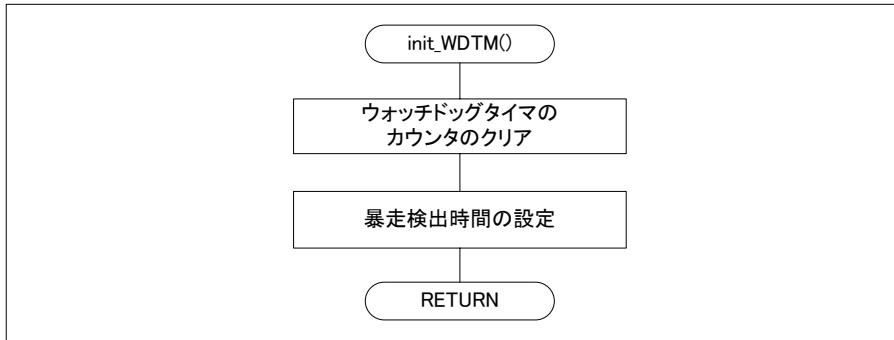 init_WDTM()
ウォッチドッグタイマの
カウンタのクリア
暴走検出時間の設定
RETURN